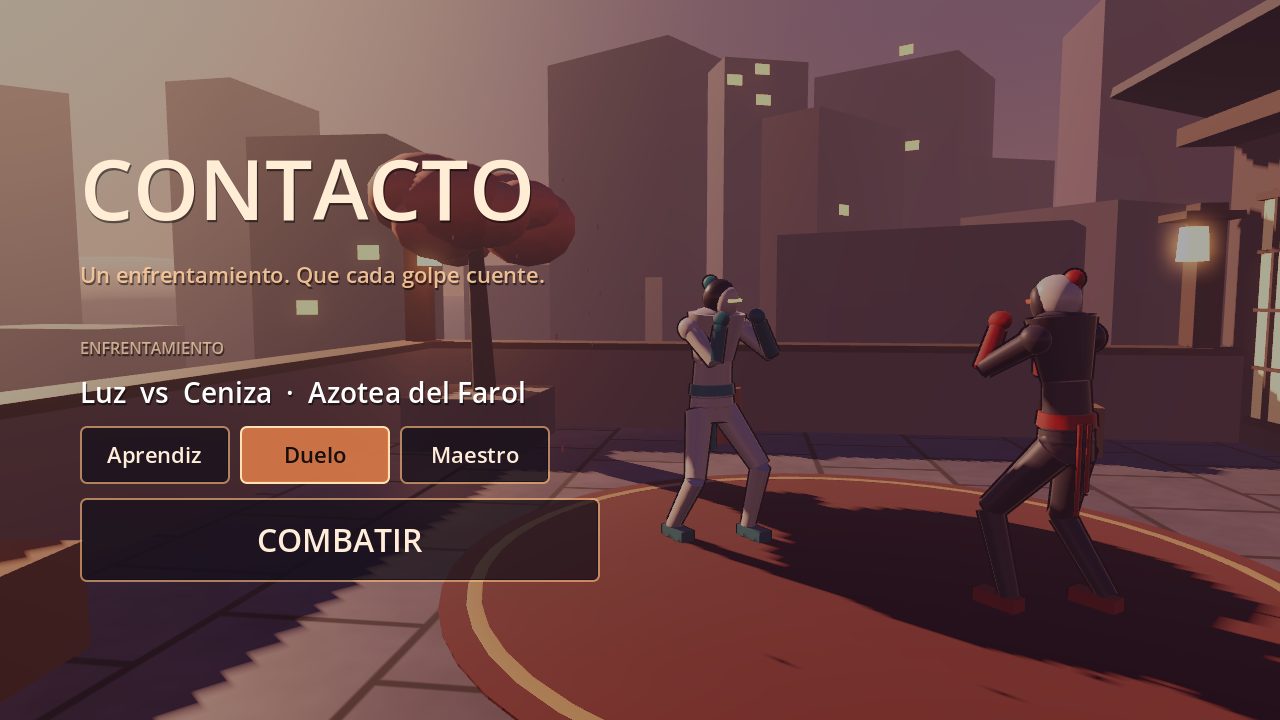 CONTACTO
Un enfrentamiento. Que cada golpe cuente.
ENFRENTAMIENTO
Luz vs Ceniza · Azotea del Farol
Aprendiz Duelo Maestro
COMBATIR